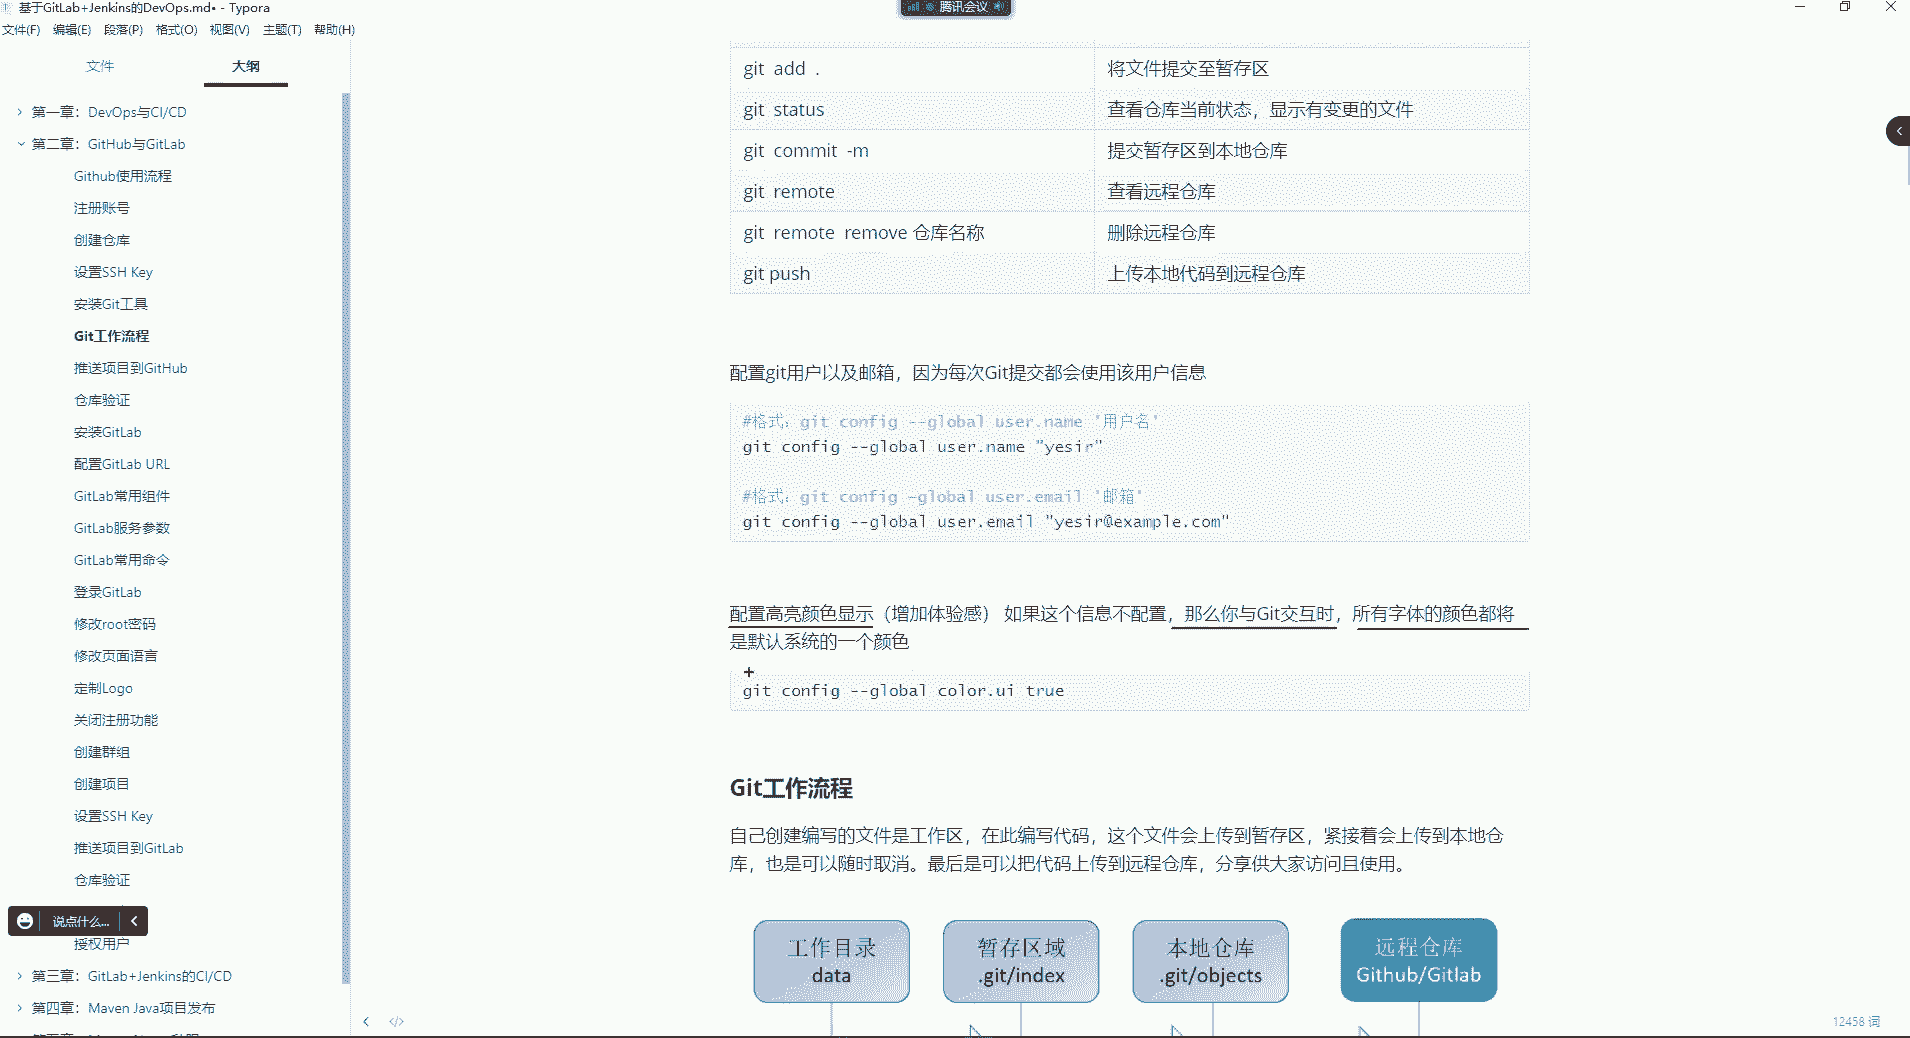 基于GitLab+Jenkins的DevOps.md• - Typora
腾讯会议
文件(F) 编辑(E) 段落(P) 格式(O) 视图(V) 主题(T) 帮助(H)
文件 大纲
第一章：DevOps与CI/CD
第二章：GitHub与GitLab
Github使用流程
注册账号
创建仓库
设置SSH Key
安装Git工具
Git工作流程
推送项目到GitHub
仓库验证
安装GitLab
配置GitLab URL
GitLab常用组件
GitLab服务参数
GitLab常用命令
登录GitLab
修改root密码
修改页面语言
定制Logo
关闭注册功能
创建群组
创建项目
设置SSH Key
推送项目到GitLab
仓库验证
说点什么...
授权用户
第三章：GitLab+Jenkins的CI/CD
第四章：Maven Java项目发布
git add . 将文件提交至暂存区
git status 查看仓库当前状态，显示有变更的文件
git commit -m 提交暂存区到本地仓库
git remote 查看远程仓库
git remote remove 仓库名称 删除远程仓库
git push 上传本地代码到远程仓库
配置git用户以及邮箱，因为每次Git提交都会使用该用户信息
#格式：git config --global user.name '用户名'
git config --global user.name "yesir"
#格式：git config -global user.email '邮箱'
git config --global user.email "yesir@example.com"
配置高亮颜色显示（增加体验感） 如果这个信息不配置，那么你与Git交互时，所有字体的颜色都将
是默认系统的一个颜色
git config --global color.ui true
Git工作流程
自己创建编写的文件是工作区，在此编写代码，这个文件会上传到暂存区，紧接着会上传到本地仓
库，也是可以随时取消。最后是可以把代码上传到远程仓库，分享供大家访问且使用。
工作目录
data
暂存区域
.git/index
本地仓库
.git/objects
远程仓库
Github/Gitlab
12458 词